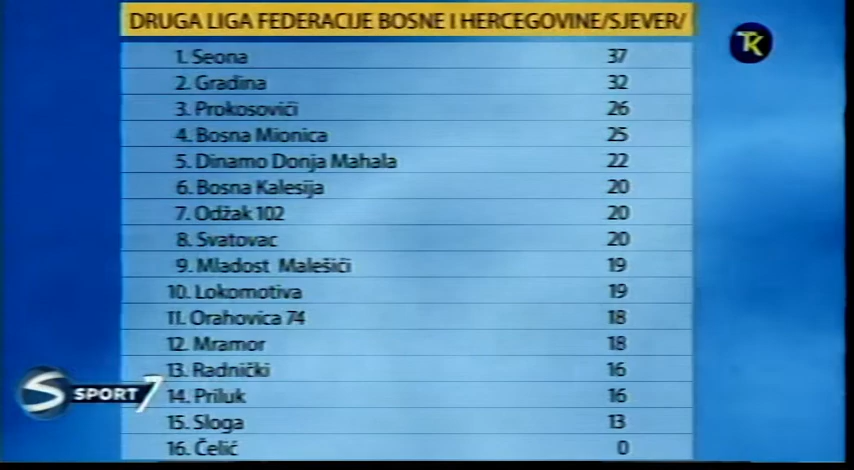 DRUGA LIGA FEDERACIJE BOSNE I HERCEGOVINE/SJEVER/
TK
1. Seona 37
2. Gradina 32
3. Prokosovići 26
4. Bosna Mionica 25
5. Dinamo Donja Mahala 22
6. Bosna Kalesija 20
7. Odžak 102 20
8. Svatovac 20
9. Mladost Malešići 19
10. Lokomotiva 19
11. Orahovica 74 18
12. Mramor 18
13. Radnički 16
14. Priluk 16
15. Sloga 13
16. Čelić 0
S SPORT 7